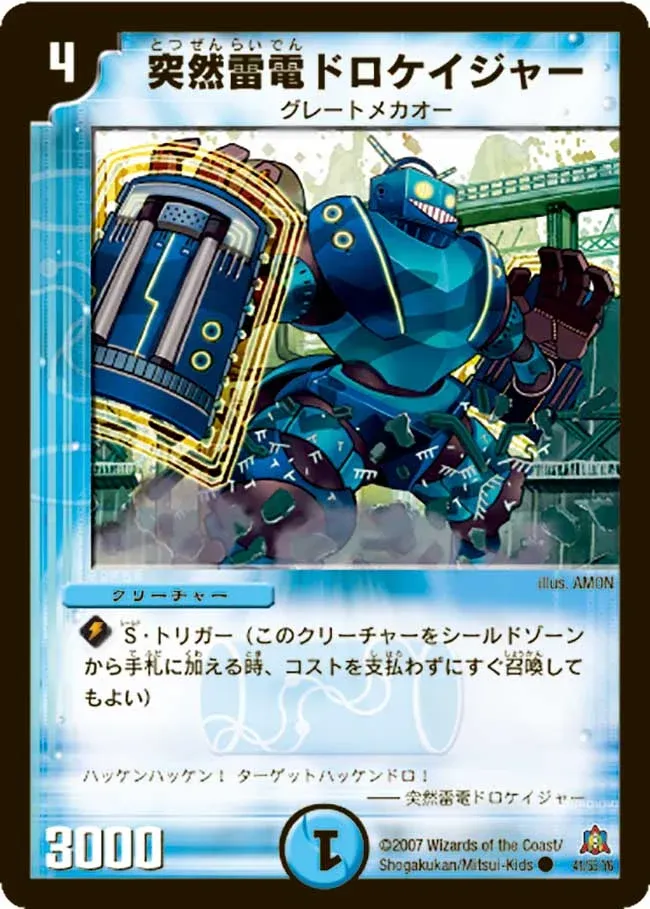 4
とつぜんらいでん
突然雷電ドロケイジャー
グレートメカオー
illus. AMON
クリーチャー
S・トリガー（このクリーチャーをシールドゾーン
から手札に加える時、コストを支払わずにすぐ召喚して
もよい）
ハッケンハッケン！ ターゲットハッケンドロ！
―― 突然雷電ドロケイジャー
3000
1
©2007 Wizards of the Coast/
Shogakukan/Mitsui-Kids
41/55 Y6